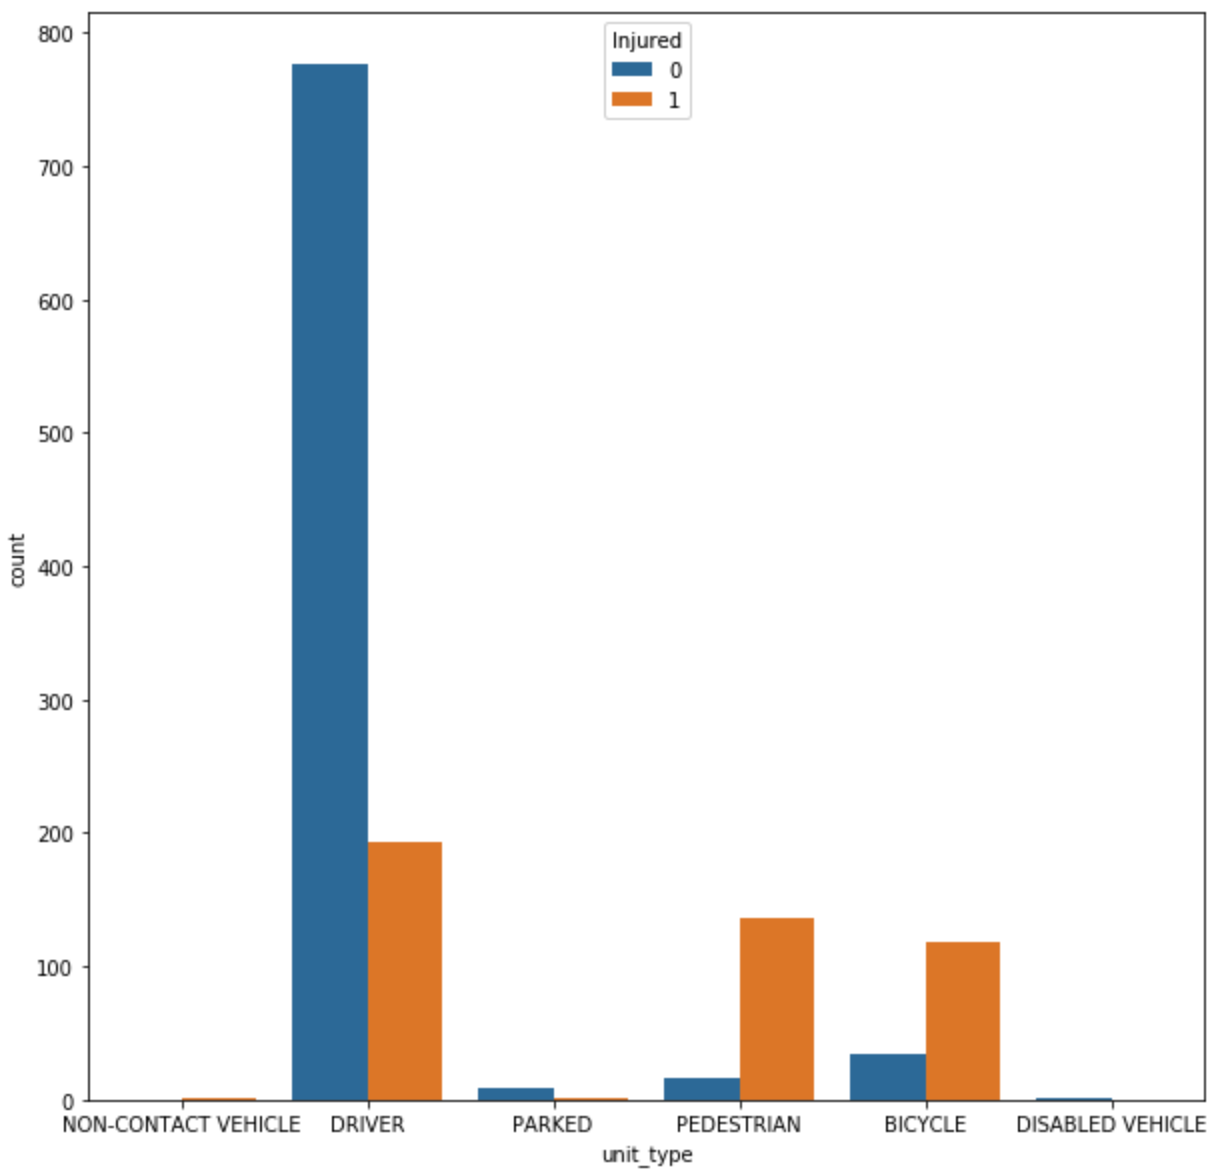 Injured
0
1
800
700
600
500
400
300
200
100
0
count
NON-CONTACT VEHICLE DRIVER PARKED PEDESTRIAN BICYCLE DISABLED VEHICLE
unit_type